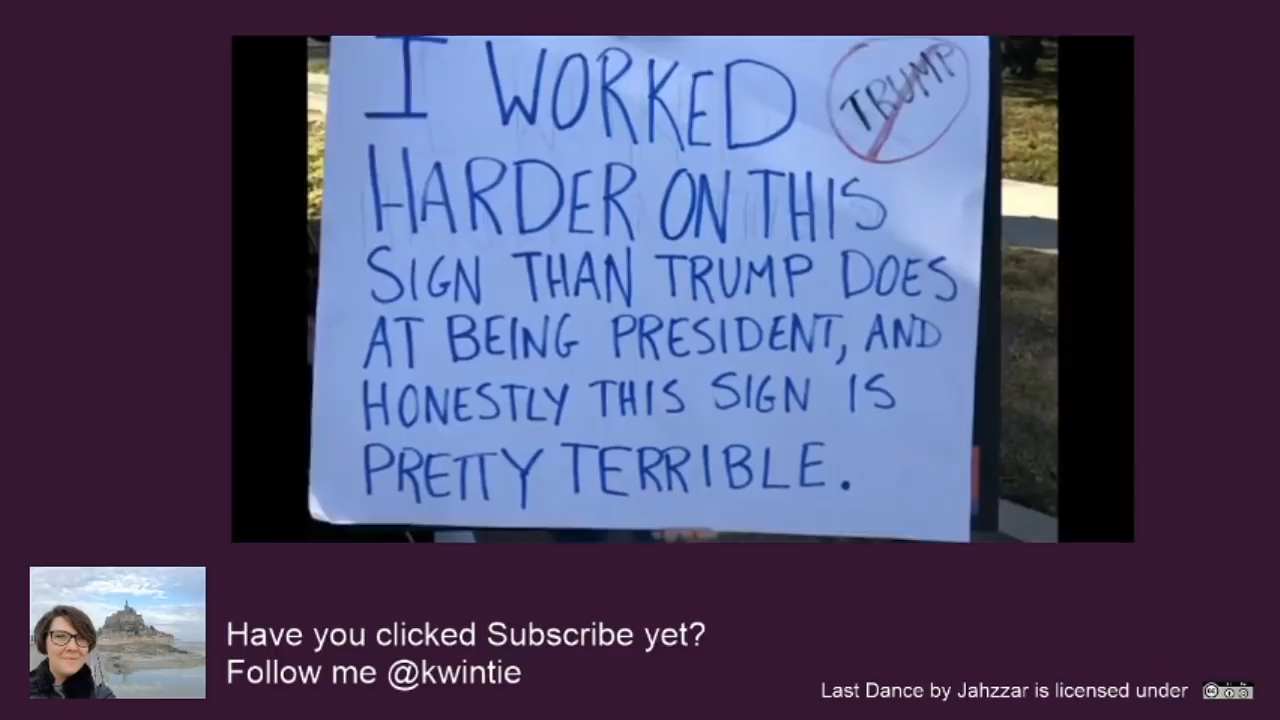 I WORKED
TRUMP
HARDER ON THIS
SIGN THAN TRUMP DOES
AT BEING PRESIDENT, AND
HONESTLY THIS SIGN IS
PRETTY TERRIBLE.
Have you clicked Subscribe yet?
Follow me @kwintie
Last Dance by Jahzzar is licensed under